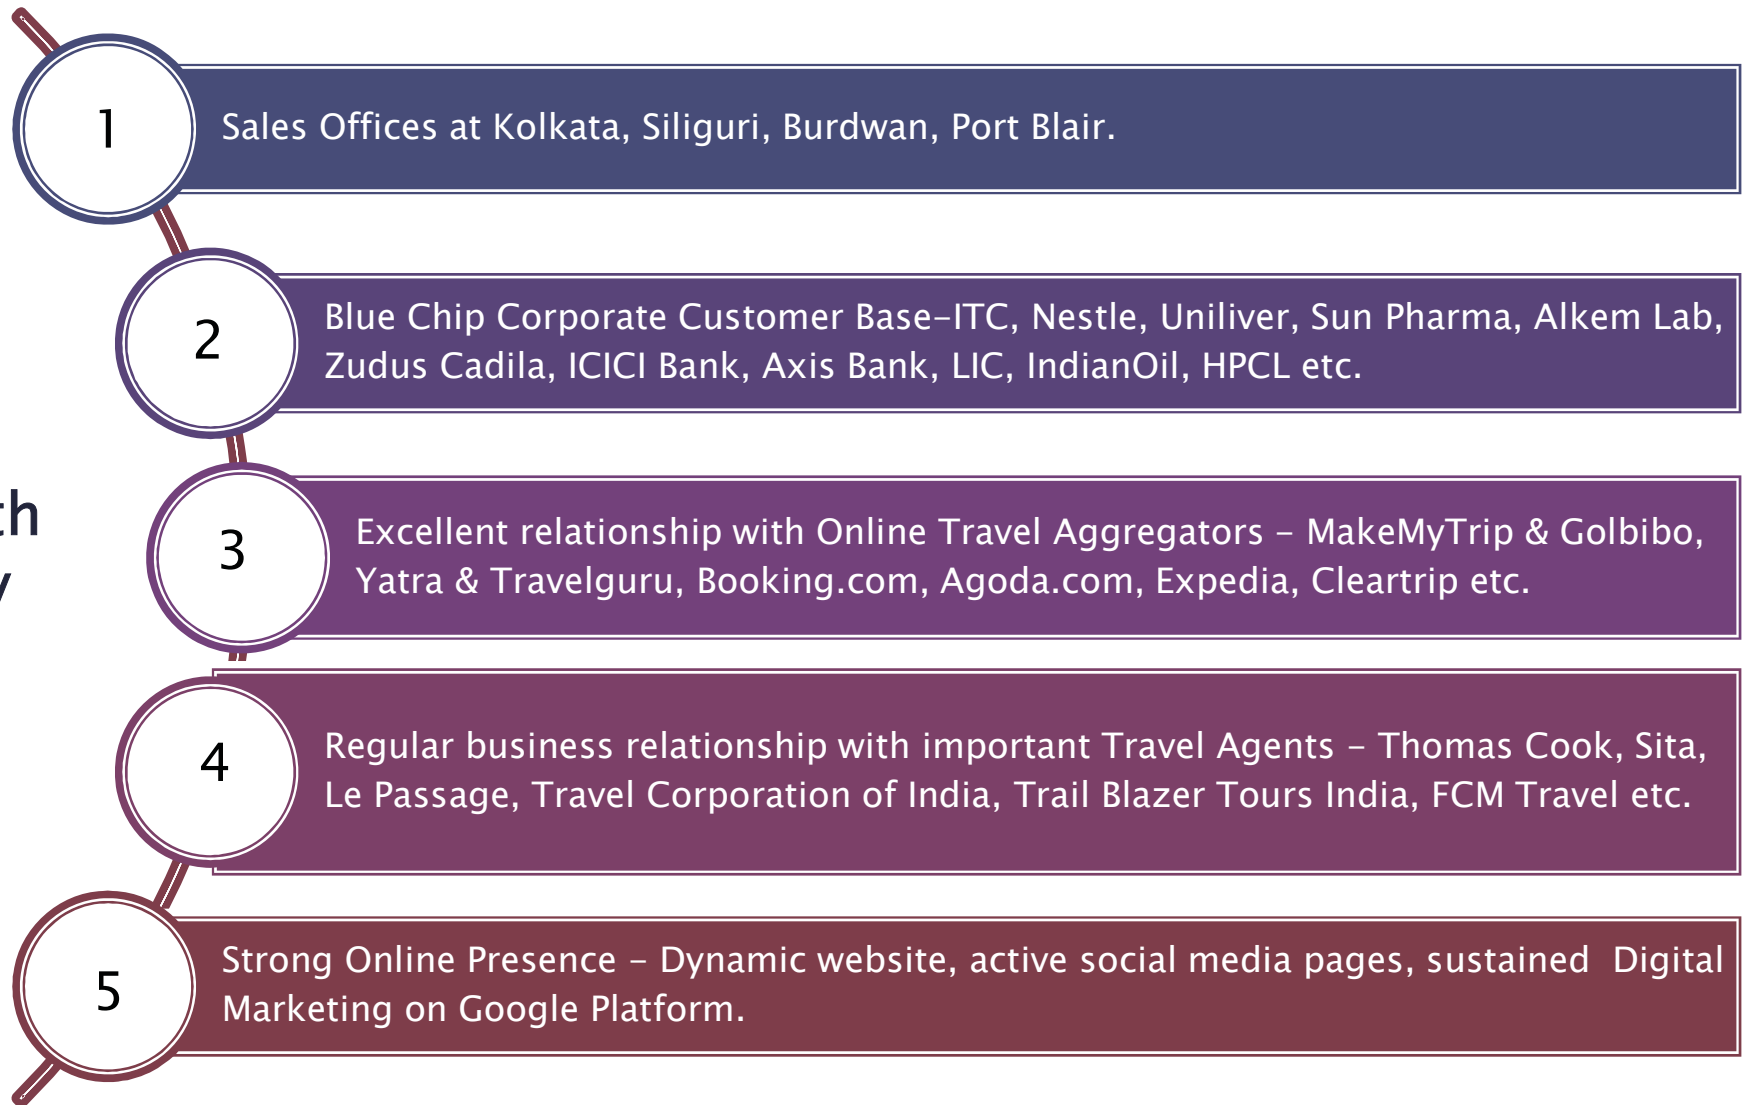 1
Sales Offices at Kolkata, Siliguri, Burdwan, Port Blair.
2
Blue Chip Corporate Customer Base-ITC, Nestle, Uniliver, Sun Pharma, Alkem Lab,
Zudus Cadila, ICICI Bank, Axis Bank, LIC, IndianOil, HPCL etc.
th
y
3
Excellent relationship with Online Travel Aggregators - MakeMyTrip & Golbibo,
Yatra & Travelguru, Booking.com, Agoda.com, Expedia, Cleartrip etc.
4
Regular business relationship with important Travel Agents - Thomas Cook, Sita,
Le Passage, Travel Corporation of India, Trail Blazer Tours India, FCM Travel etc.
5
Strong Online Presence - Dynamic website, active social media pages, sustained  Digital
Marketing on Google Platform.